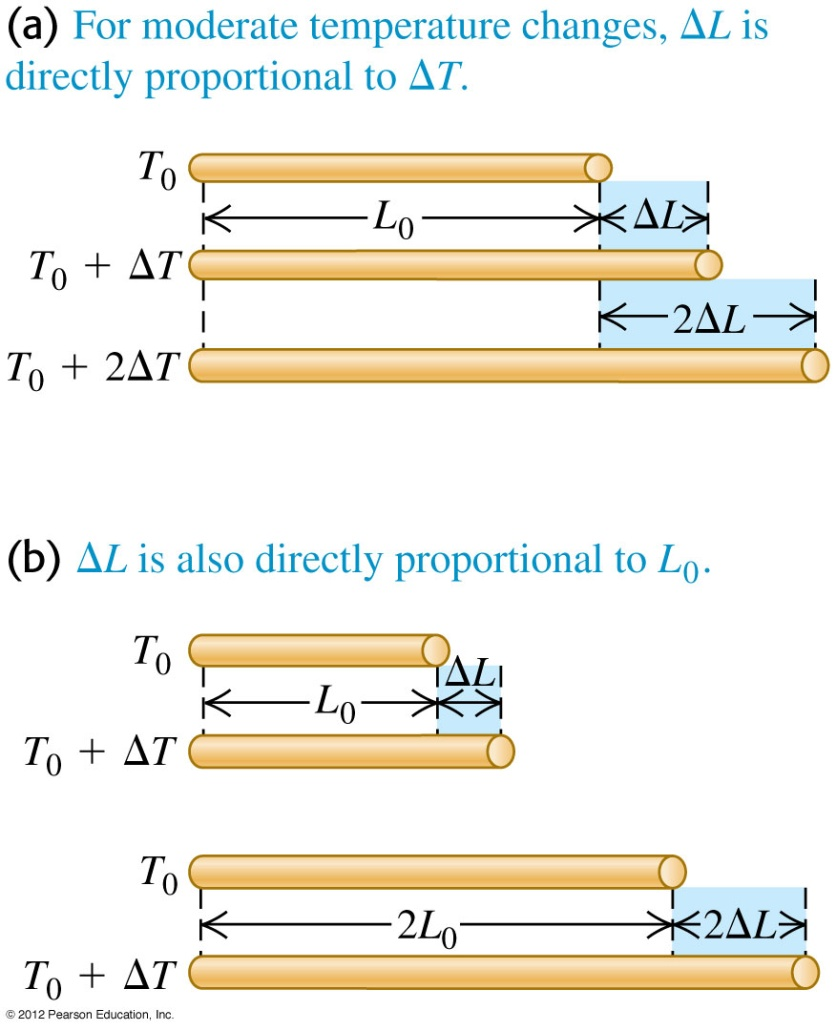 (a) For moderate temperature changes, ΔL is
directly proportional to ΔT.
T₀
L₀
ΔL
T₀ + ΔT
2ΔL
T₀ + 2ΔT
(b) ΔL is also directly proportional to L₀.
T₀
ΔL
L₀
T₀ + ΔT
T₀
2L₀
2ΔL
T₀ + ΔT
© 2012 Pearson Education, Inc.